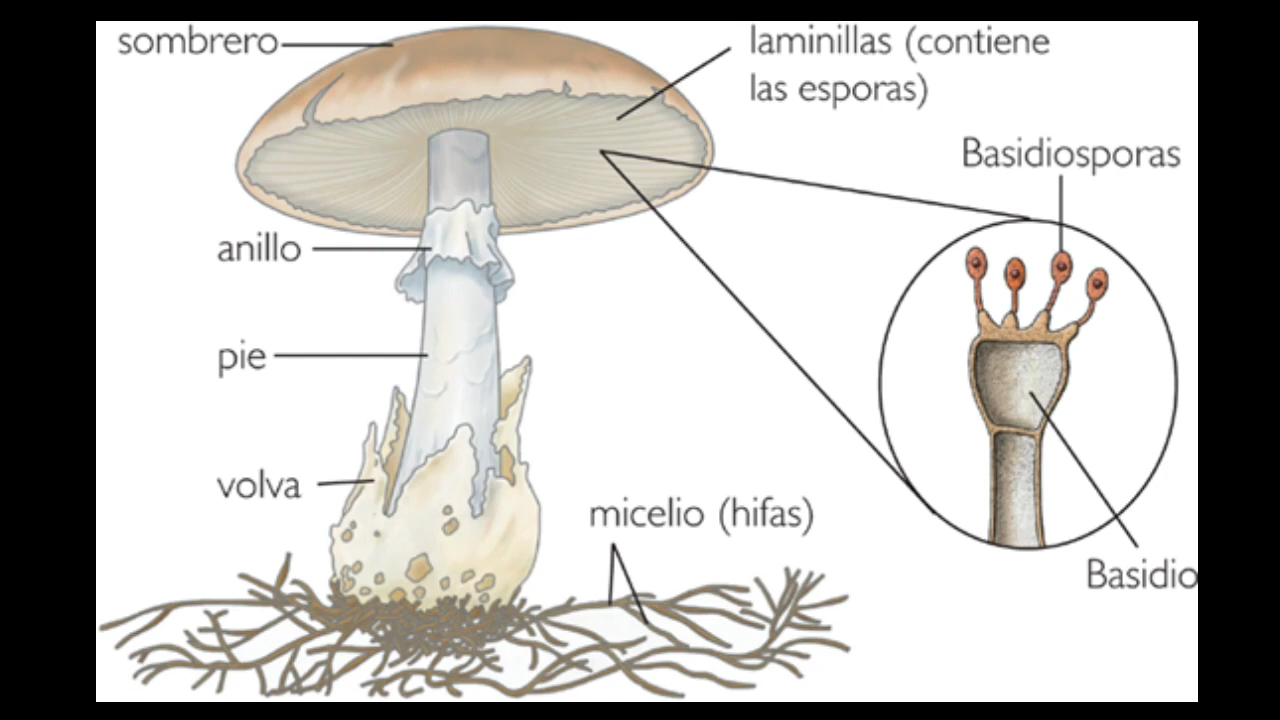 sombrero
laminillas (contiene
las esporas)
Basidiosporas
anillo
pie
volva
micelio (hifas)
Basidio